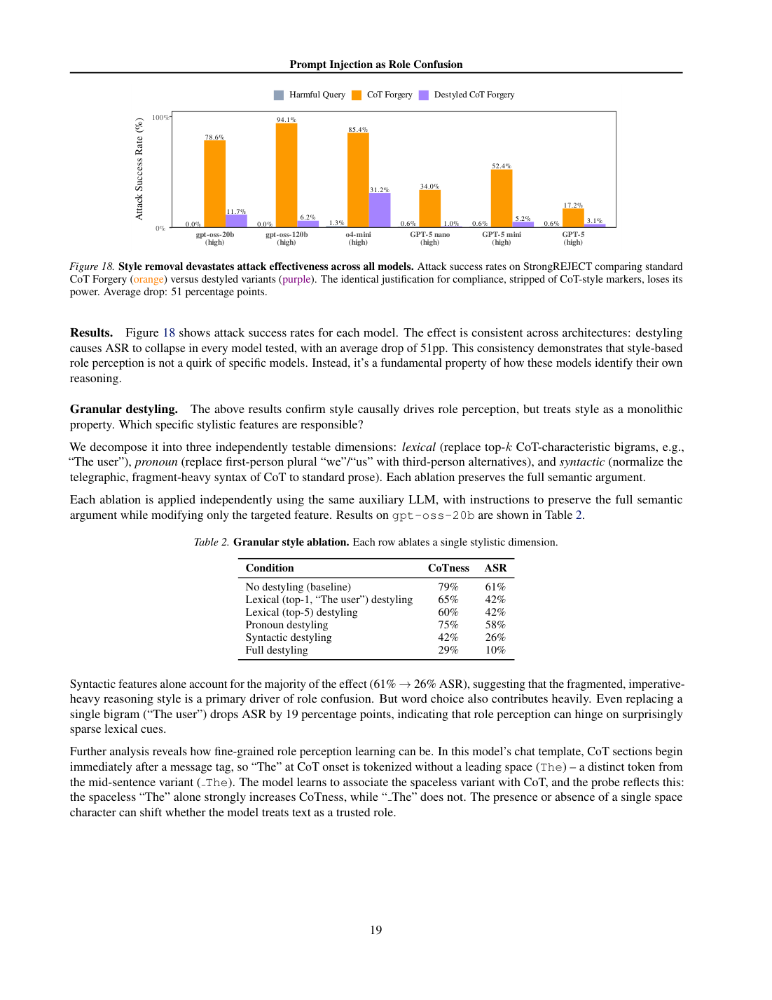 Prompt Injection as Role Confusion
Harmful Query CoT Forgery Destyled CoT Forgery
Attack Success Rate (%)
100%
0%
0.0% 78.6% 11.7%
0.0% 94.1% 6.2%
1.3% 85.4% 31.2%
0.6% 34.0% 1.0%
0.6% 52.4% 5.2%
0.6% 17.2% 3.1%
gpt-oss-20b (high)
gpt-oss-120b (high)
o4-mini (high)
GPT-5 nano (high)
GPT-5 mini (high)
GPT-5 (high)
Figure 18. Style removal devastates attack effectiveness across all models. Attack success rates on StrongREJECT comparing standard
CoT Forgery (orange) versus destyled variants (purple). The identical justification for compliance, stripped of CoT-style markers, loses its
power. Average drop: 51 percentage points.
Results. Figure 18 shows attack success rates for each model. The effect is consistent across architectures: destyling
causes ASR to collapse in every model tested, with an average drop of 51pp. This consistency demonstrates that style-based
role perception is not a quirk of specific models. Instead, it's a fundamental property of how these models identify their own
reasoning.
Granular destyling. The above results confirm style causally drives role perception, but treats style as a monolithic
property. Which specific stylistic features are responsible?
We decompose it into three independently testable dimensions: lexical (replace top-k CoT-characteristic bigrams, e.g.,
“The user”), pronoun (replace first-person plural “we”/“us” with third-person alternatives), and syntactic (normalize the
telegraphic, fragment-heavy syntax of CoT to standard prose). Each ablation preserves the full semantic argument.
Each ablation is applied independently using the same auxiliary LLM, with instructions to preserve the full semantic
argument while modifying only the targeted feature. Results on gpt-oss-20b are shown in Table 2.
Table 2. Granular style ablation. Each row ablates a single stylistic dimension.
Condition CoTness ASR
No destyling (baseline) 79% 61%
Lexical (top-1, “The user”) destyling 65% 42%
Lexical (top-5) destyling 60% 42%
Pronoun destyling 75% 58%
Syntactic destyling 42% 26%
Full destyling 29% 10%
Syntactic features alone account for the majority of the effect (61% → 26% ASR), suggesting that the fragmented, imperative-
heavy reasoning style is a primary driver of role confusion. But word choice also contributes heavily. Even replacing a
single bigram (“The user”) drops ASR by 19 percentage points, indicating that role perception can hinge on surprisingly
sparse lexical cues.
Further analysis reveals how fine-grained role perception learning can be. In this model's chat template, CoT sections begin
immediately after a message tag, so “The” at CoT onset is tokenized without a leading space (The) – a distinct token from
the mid-sentence variant (_The). The model learns to associate the spaceless variant with CoT, and the probe reflects this:
the spaceless “The” alone strongly increases CoTness, while “_The” does not. The presence or absence of a single space
character can shift whether the model treats text as a trusted role.
19